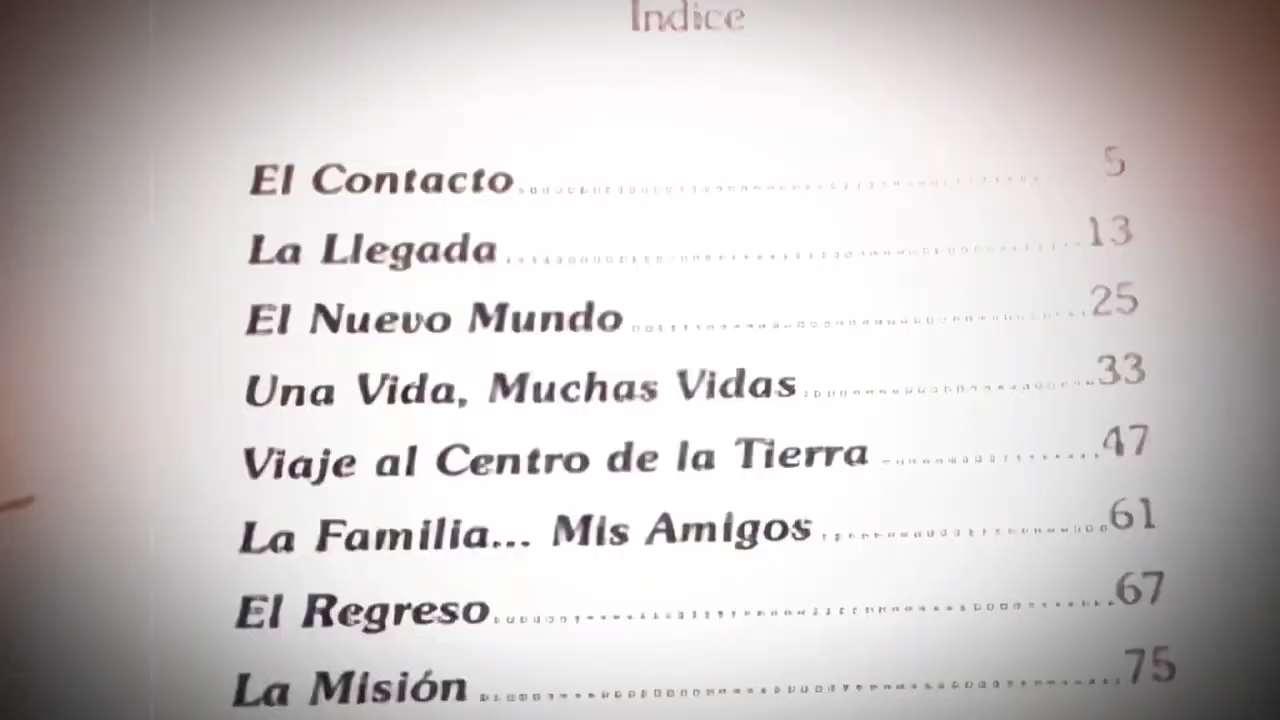 Indice
El Contacto 5
La Llegada 13
El Nuevo Mundo 25
Una Vida, Muchas Vidas 33
Viaje al Centro de la Tierra 47
La Familia... Mis Amigos 61
El Regreso 67
La Misión 75